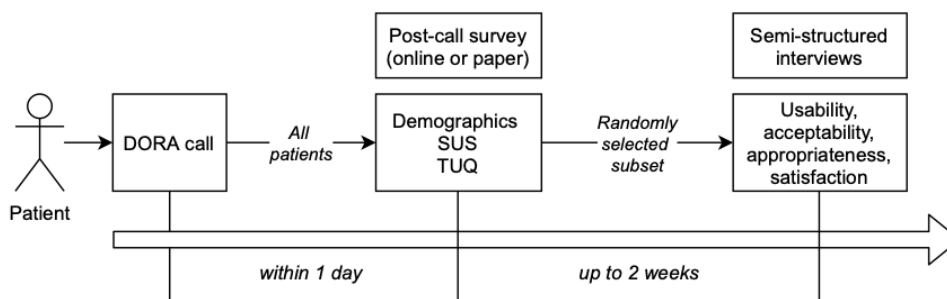 Post-call survey
(online or paper)
Semi-structured
interviews
Patient
DORA call
All
patients
Demographics
SUS
TUQ
Randomly
selected
subset
Usability,
acceptability,
appropriateness,
satisfaction
within 1 day
up to 2 weeks